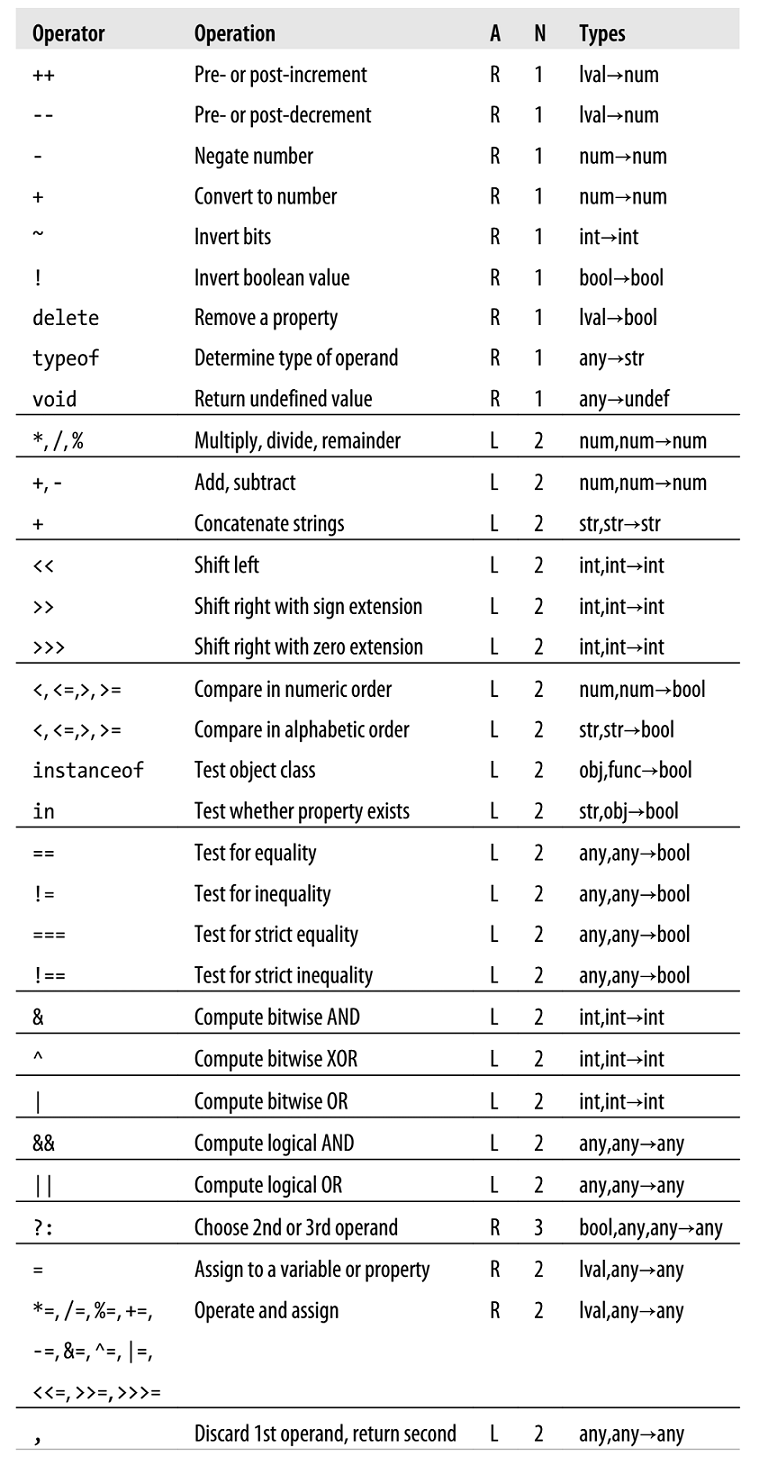 Operator Operation A N Types
++ Pre- or post-increment R 1 lval→num
-- Pre- or post-decrement R 1 lval→num
- Negate number R 1 num→num
+ Convert to number R 1 num→num
~ Invert bits R 1 int→int
! Invert boolean value R 1 bool→bool
delete Remove a property R 1 lval→bool
typeof Determine type of operand R 1 any→str
void Return undefined value R 1 any→undef
*, /, % Multiply, divide, remainder L 2 num,num→num
+, - Add, subtract L 2 num,num→num
+ Concatenate strings L 2 str,str→str
<< Shift left L 2 int,int→int
>> Shift right with sign extension L 2 int,int→int
>>> Shift right with zero extension L 2 int,int→int
<, <=,>, >= Compare in numeric order L 2 num,num→bool
<, <=,>, >= Compare in alphabetic order L 2 str,str→bool
instanceof Test object class L 2 obj,func→bool
in Test whether property exists L 2 str,obj→bool
== Test for equality L 2 any,any→bool
!= Test for inequality L 2 any,any→bool
=== Test for strict equality L 2 any,any→bool
!== Test for strict inequality L 2 any,any→bool
& Compute bitwise AND L 2 int,int→int
^ Compute bitwise XOR L 2 int,int→int
| Compute bitwise OR L 2 int,int→int
&& Compute logical AND L 2 any,any→any
|| Compute logical OR L 2 any,any→any
?: Choose 2nd or 3rd operand R 3 bool,any,any→any
= Assign to a variable or property R 2 lval,any→any
*=, /=, %=, +=, Operate and assign R 2 lval,any→any
-=, &=, ^=, |=,
<<=, >>=, >>>=
, Discard 1st operand, return second L 2 any,any→any